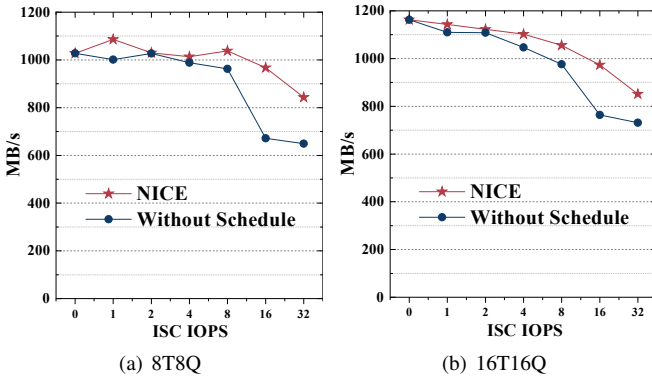 1200
1000
800
600
400
200
0
MB/s
NICE
Without Schedule
0 1 2 4 8 16 32
ISC IOPS
(a) 8T8Q
1200
1000
800
600
400
200
0
MB/s
NICE
Without Schedule
0 1 2 4 8 16 32
ISC IOPS
(b) 16T16Q